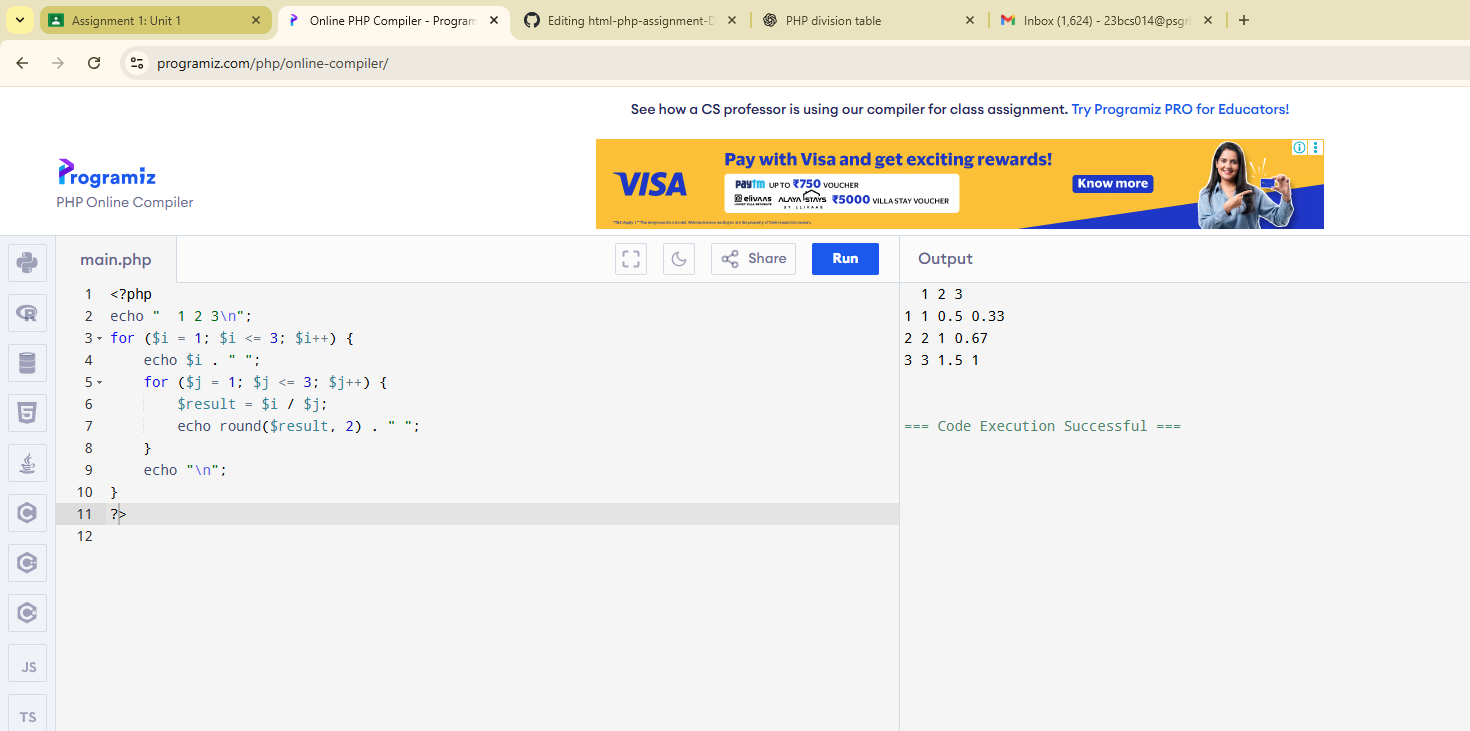 Assignment 1: Unit 1
Online PHP Compiler - Program
Editing html-php-assignment-D
PHP division table
Inbox (1,624) - 23bcs014@psgr
programiz.com/php/online-compiler/
See how a CS professor is using our compiler for class assignment. Try Programiz PRO for Educators!
Programiz
PHP Online Compiler
VISA
Pay with Visa and get exciting rewards!
paytm UP TO ₹750 VOUCHER
elivaas ALAYA STAYS BY ELIVAAS ₹5000 VILLA STAY VOUCHER
Know more
main.php
Share
Run
Output
1 <?php
2 echo "  1 2 3\n";
3 for ($i = 1; $i <= 3; $i++) {
4     echo $i . " ";
5     for ($j = 1; $j <= 3; $j++) {
6         $result = $i / $j;
7         echo round($result, 2) . " ";
8     }
9     echo "\n";
10 }
11 ?>
12
  1 2 3
1 1 0.5 0.33
2 2 1 0.67
3 3 1.5 1
=== Code Execution Successful ===
JS
TS